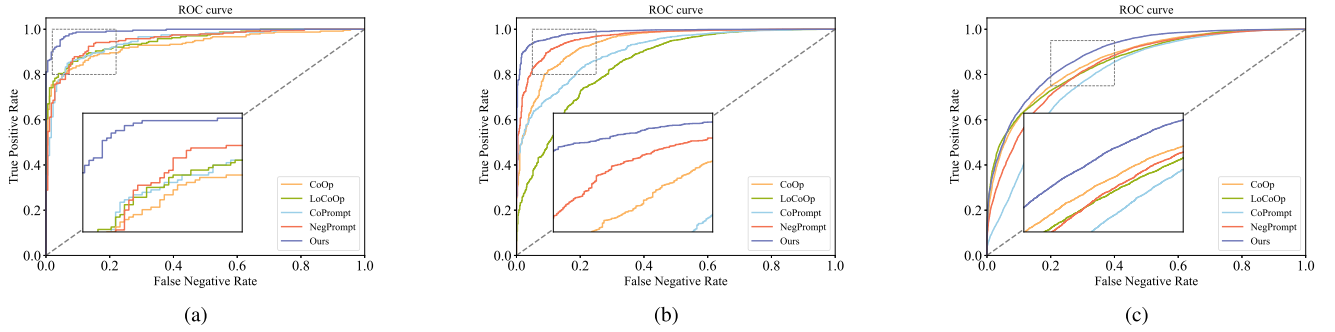 ROC curve
True Positive Rate
1.0
0.8
0.6
0.4
0.2
0.0
CoOp
LoCoOp
CoPrompt
NegPrompt
Ours
0.0 0.2 0.4 0.6 0.8 1.0
False Negative Rate
(a)
ROC curve
True Positive Rate
1.0
0.8
0.6
0.4
0.2
0.0
CoOp
LoCoOp
CoPrompt
NegPrompt
Ours
0.0 0.2 0.4 0.6 0.8 1.0
False Negative Rate
(b)
ROC curve
True Positive Rate
1.0
0.8
0.6
0.4
0.2
0.0
CoOp
LoCoOp
CoPrompt
NegPrompt
Ours
0.0 0.2 0.4 0.6 0.8 1.0
False Negative Rate
(c)